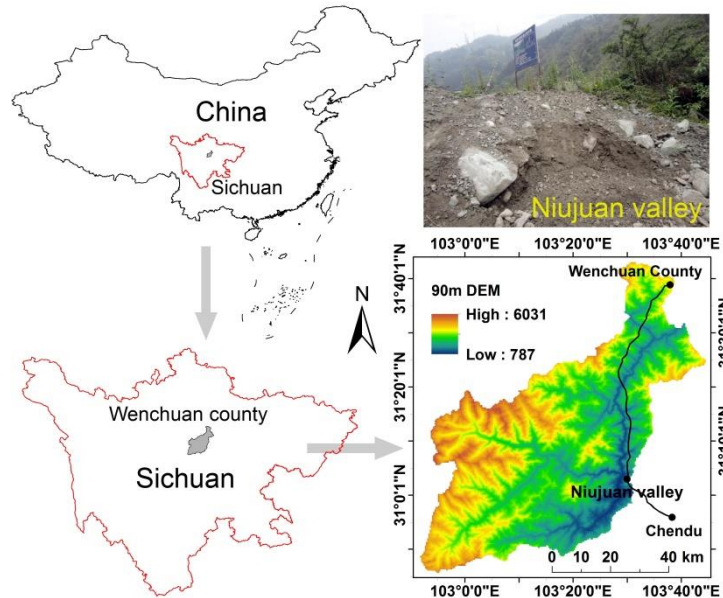 China
Sichuan
Niujuan valley
Wenchuan county
Sichuan
N
103°0'0"E 103°20'0"E 103°40'0"E
31°40'1"N
31°20'1"N
31°0'1"N
Wenchuan County
90m DEM
High : 6031
Low : 787
Niujuan valley
Chendu
0 10 20 40 km
103°0'0"E 103°20'0"E 103°40'0"E